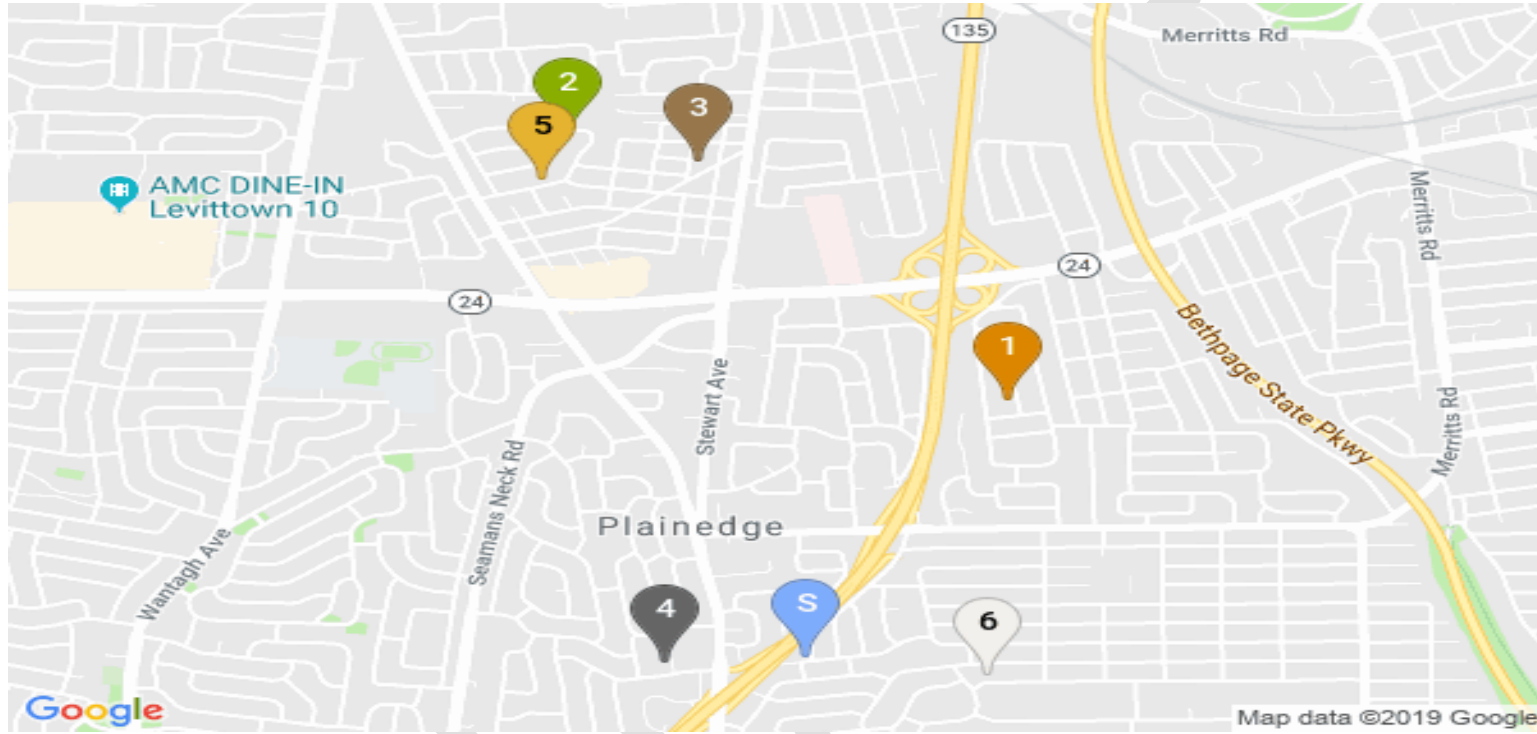 135
Merritts Rd
2
3
5
AMC DINE-IN
Levittown 10
Merritts Rd
24
24
1
Bethpage State Pkwy
Stewart Ave
Merritts Rd
Seamans Neck Rd
Plainedge
Wantagh Ave
4
S
6
Google
Map data ©2019 Google